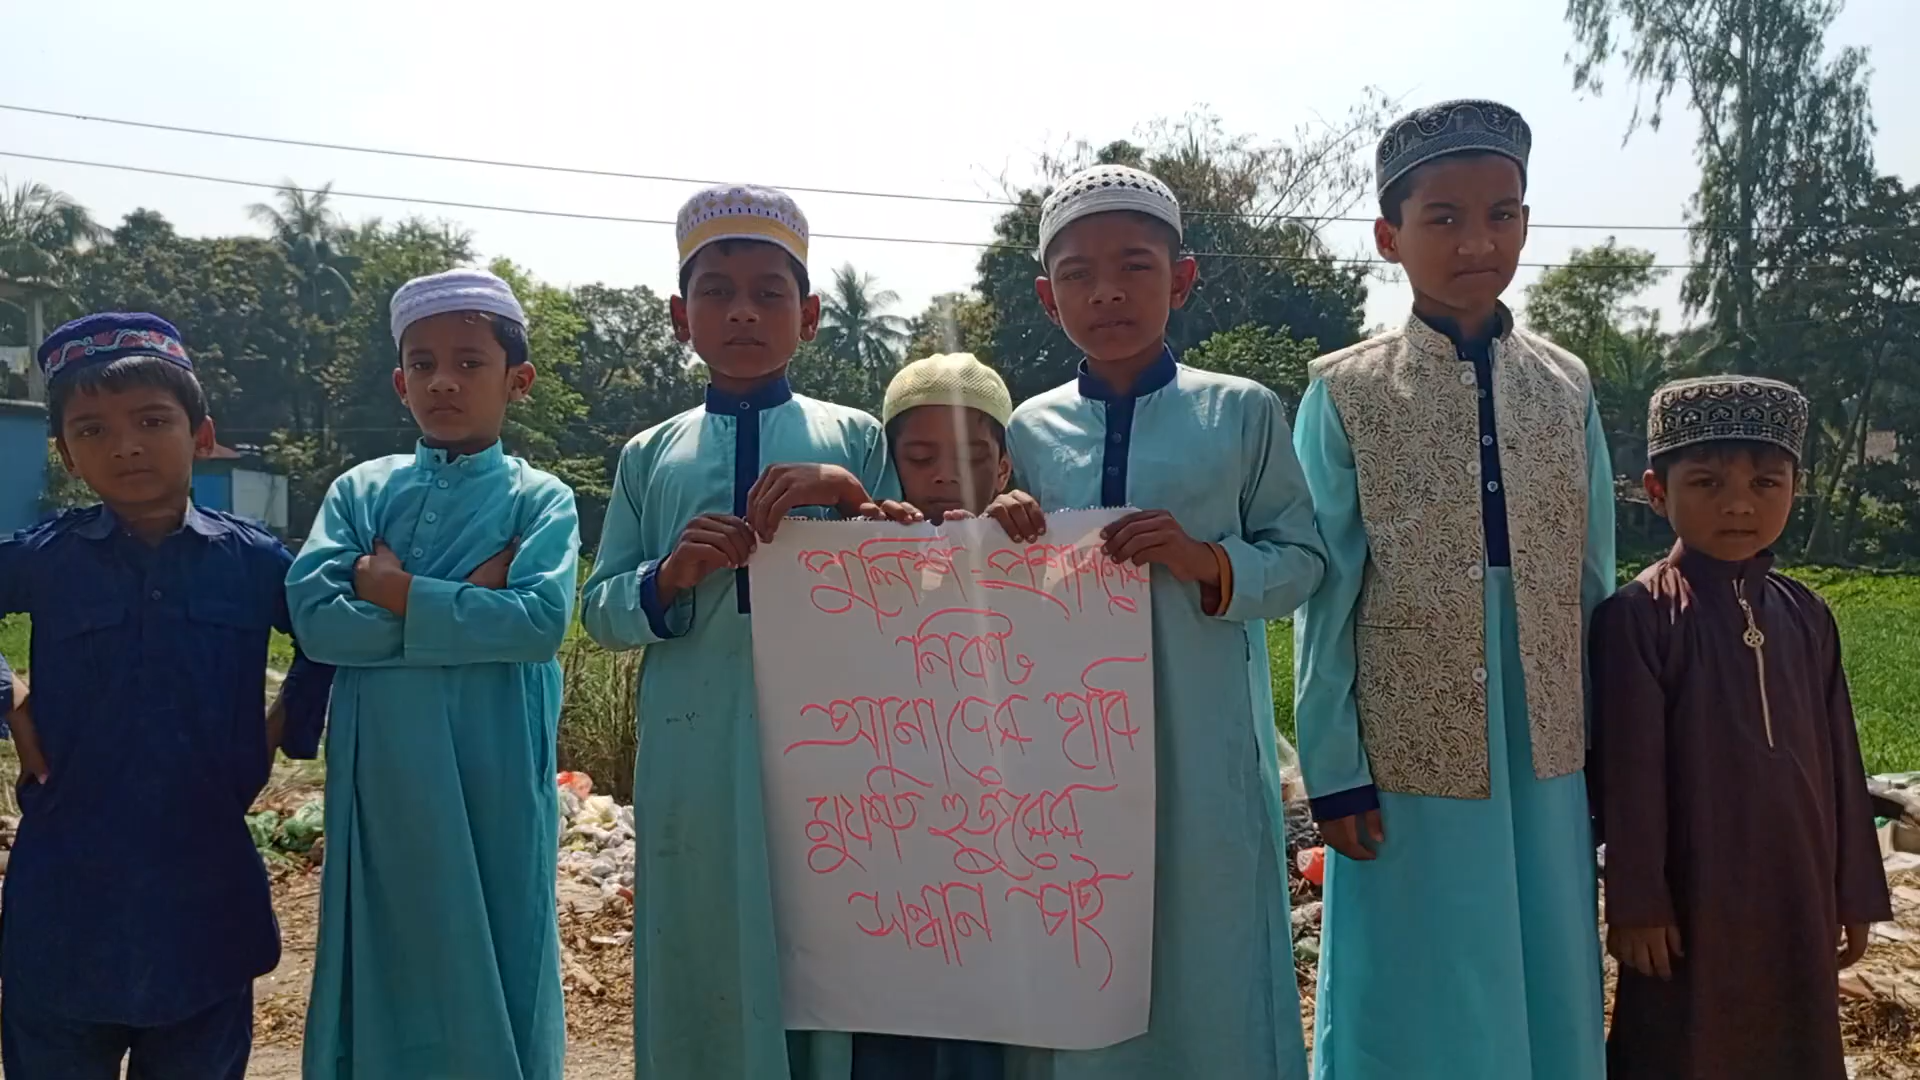 পুলিশ-প্রশাসনের
নিকট
আমাদের দাবি
মুফতি হুজুরের
সন্ধান চাই